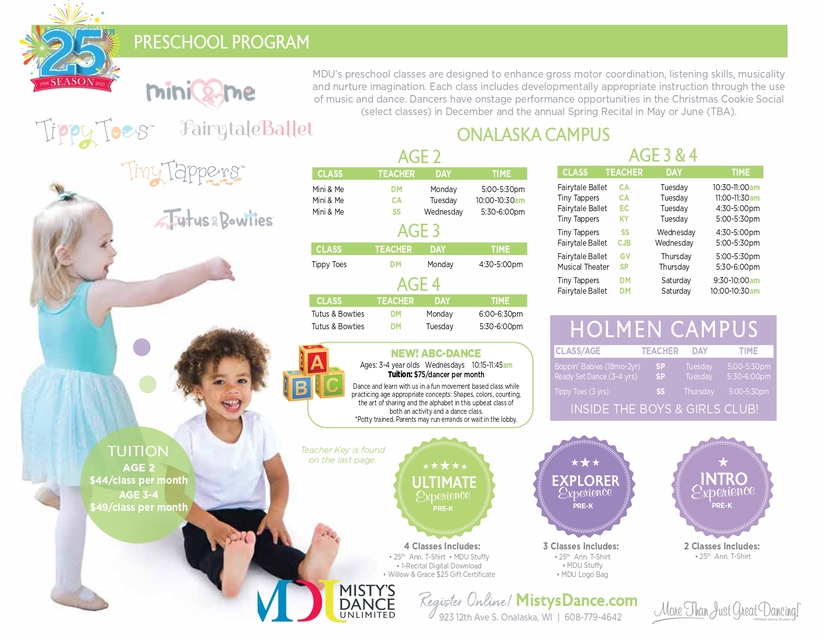 25th
1996 SEASON 2021
PRESCHOOL PROGRAM
mini & me
TippyToes™
FairytaleBallet
TinyTappers™
Tutus & BowTies
MDU's preschool classes are designed to enhance gross motor coordination, listening skills, musicality
and nurture imagination. Each class includes developmentally appropriate instruction through the use
of music and dance. Dancers have onstage performance opportunities in the Christmas Cookie Social
(select classes) in December and the annual Spring Recital in May or June (TBA).
ONALASKA CAMPUS
AGE 2
CLASS TEACHER DAY TIME
Mini & Me DM Monday 5:00-5:30pm
Mini & Me CA Tuesday 10:00-10:30am
Mini & Me SS Wednesday 5:30-6:00pm
AGE 3
CLASS TEACHER DAY TIME
Tippy Toes DM Monday 4:30-5:00pm
AGE 4
CLASS TEACHER DAY TIME
Tutus & Bowties DM Monday 6:00-6:30pm
Tutus & Bowties DM Tuesday 5:30-6:00pm
AGE 3 & 4
CLASS TEACHER DAY TIME
Fairytale Ballet CA Tuesday 10:30-11:00am
Tiny Tappers CA Tuesday 11:00-11:30am
Fairytale Ballet EC Tuesday 4:30-5:00pm
Tiny Tappers KY Tuesday 5:00-5:30pm
Tiny Tappers SS Wednesday 4:30-5:00pm
Fairytale Ballet CJB Wednesday 5:00-5:30pm
Fairytale Ballet GV Thursday 5:00-5:30pm
Musical Theater SP Thursday 5:30-6:00pm
Tiny Tappers DM Saturday 9:30-10:00am
Fairytale Ballet DM Saturday 10:00-10:30am
A
B
C
NEW! ABC-DANCE
Ages: 3-4 year olds Wednesdays 10:15-11:45am
Tuition: $75/dancer per month
Dance and learn with us in a fun movement based class while
practicing age appropriate concepts: Shapes, colors, counting,
the art of sharing and the alphabet in this upbeat class of
both an activity and a dance class.
*Potty trained. Parents may run errands or wait in the lobby.
HOLMEN CAMPUS
CLASS/AGE TEACHER DAY TIME
Boppin' Babies (18mo-2yr) SP Tuesday 5:00-5:30pm
Ready Set Dance (3-4 yrs) SP Tuesday 5:30-6:00pm
Tippy Toes (3 yrs) SS Thursday 5:00-5:30pm
INSIDE THE BOYS & GIRLS CLUB!
TUITION
AGE 2
$44/class per month
AGE 3-4
$49/class per month
Teacher Key is found
on the last page.
ULTIMATE
Experience
PRE-K
4 Classes Includes:
• 25th Ann. T-Shirt • MDU Stuffy
• 1-Recital Digital Download
• Willow & Grace $25 Gift Certificate
EXPLORER
Experience
PRE-K
3 Classes Includes:
• 25th Ann. T-Shirt
• MDU Stuffy
• MDU Logo Bag
INTRO
Experience
PRE-K
2 Classes Includes:
• 25th Ann. T-Shirt
MDU
MISTY'S
DANCE
UNLIMITED
Register Online! MistysDance.com
923 12th Ave S. Onalaska, WI | 608-779-4642
More Than Just Great Dancing!